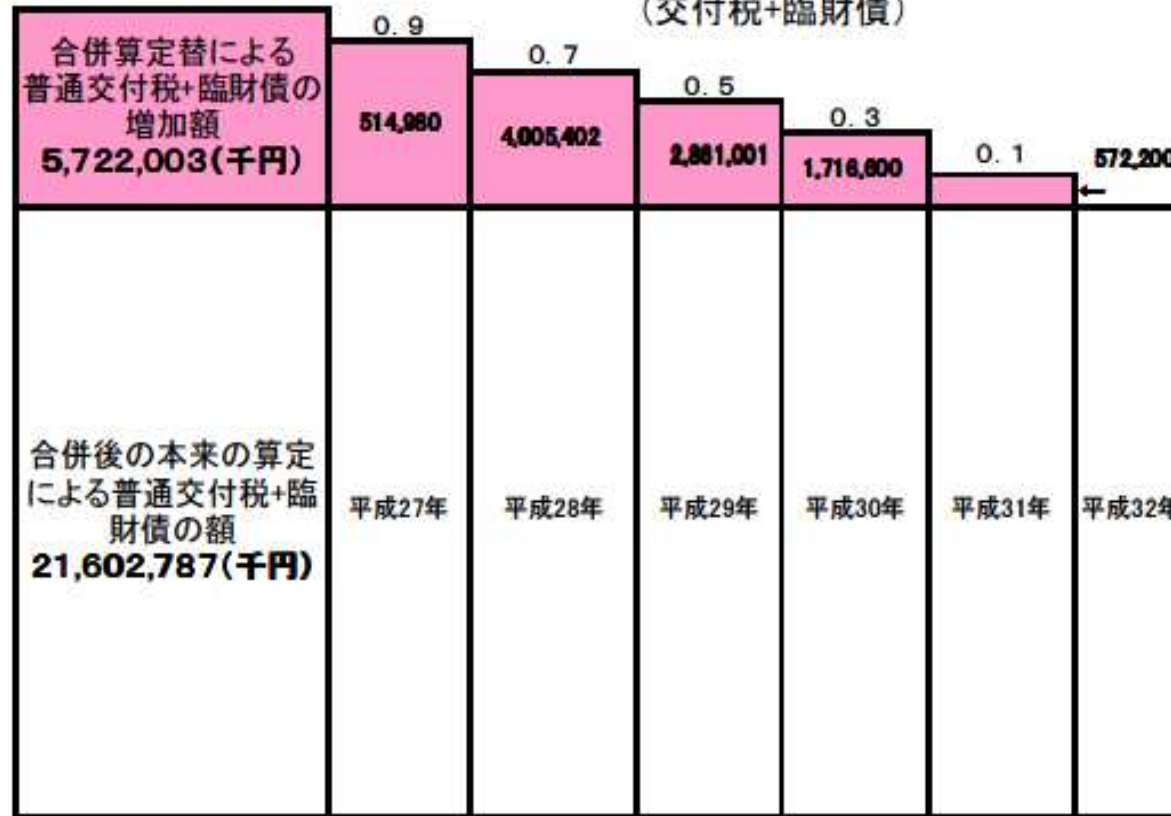 (交付税+臨財債)
合併算定替による
普通交付税+臨財債の
増加額
5,722,003(千円)
0.9
514,980
0.7
4,005,402
0.5
2,861,001
0.3
1,716,600
0.1
572,200
←
合併後の本来の算定
による普通交付税+臨
財債の額
21,602,787(千円)
平成27年
平成28年
平成29年
平成30年
平成31年
平成32年